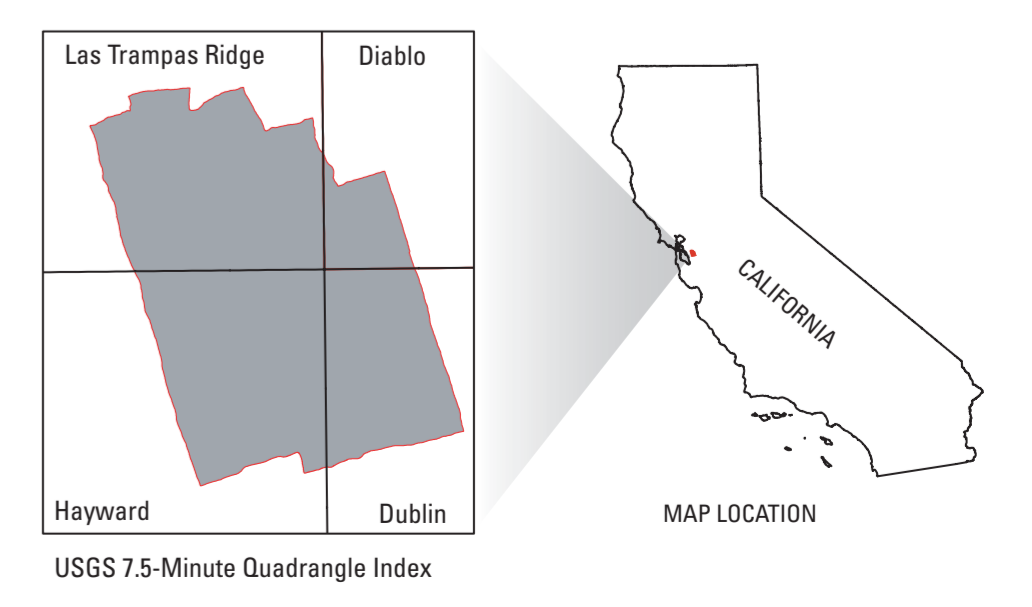 Las Trampas Ridge
Diablo
Hayward
Dublin
USGS 7.5-Minute Quadrangle Index
CALIFORNIA
MAP LOCATION